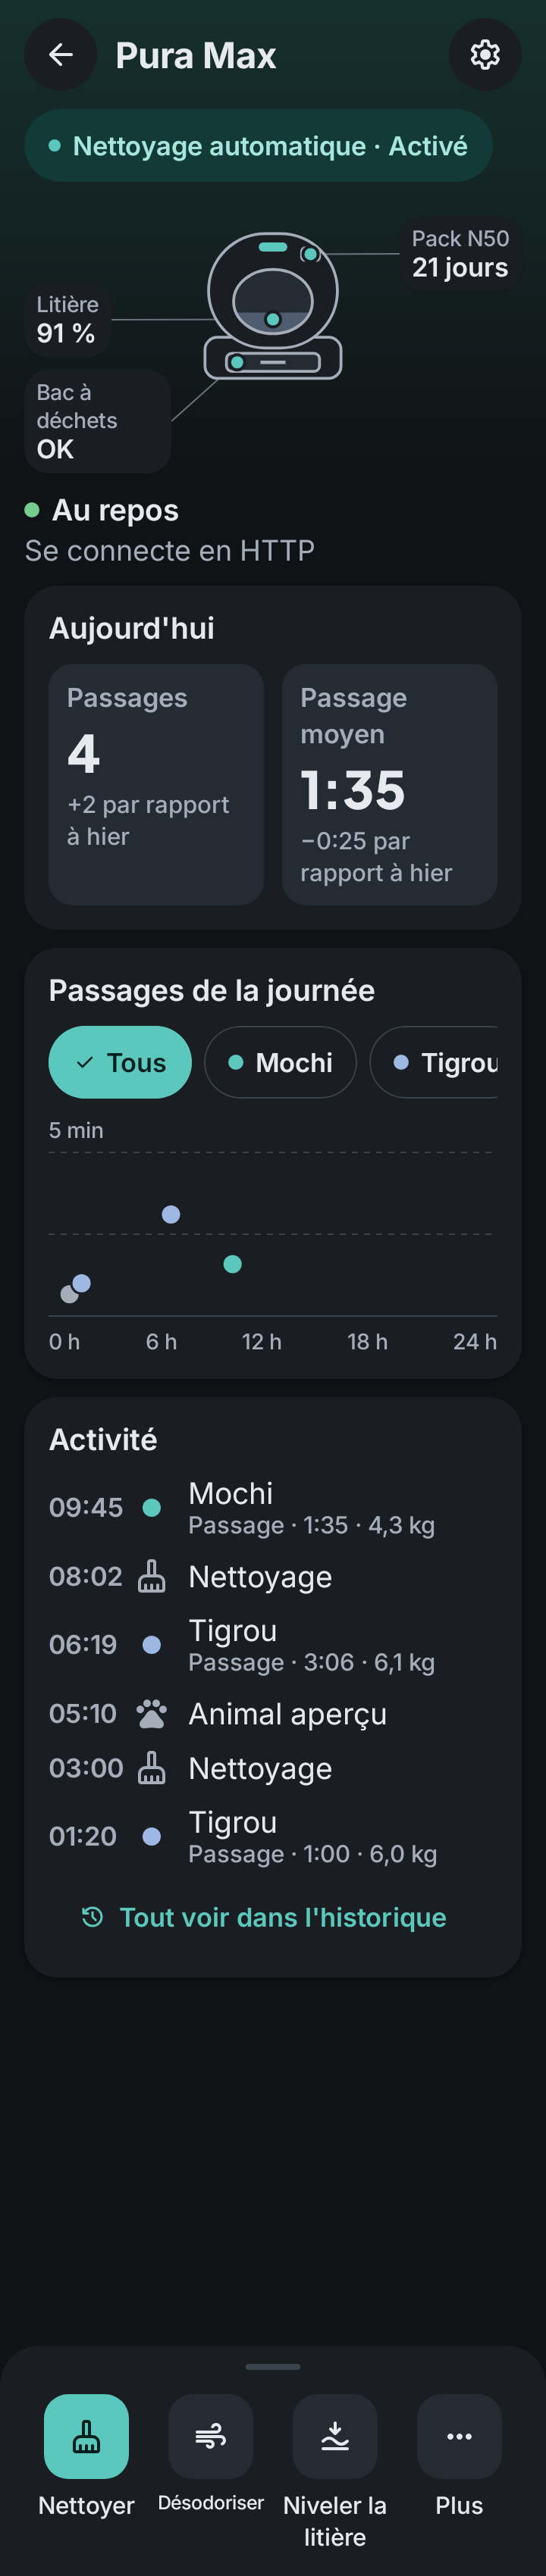 Pura Max
Nettoyage automatique · Activé
Pack N50
21 jours
Litière
91 %
Bac à
déchets
OK
Au repos
Se connecte en HTTP
Aujourd'hui
Passages
4
+2 par rapport
à hier
Passage
moyen
1:35
−0:25 par
rapport à hier
Passages de la journée
Tous
Mochi
Tigrou
5 min
0 h
6 h
12 h
18 h
24 h
Activité
09:45
Mochi
Passage · 1:35 · 4,3 kg
08:02
Nettoyage
06:19
Tigrou
Passage · 3:06 · 6,1 kg
05:10
Animal aperçu
03:00
Nettoyage
01:20
Tigrou
Passage · 1:00 · 6,0 kg
Tout voir dans l'historique
Nettoyer
Désodoriser
Niveler la
litière
Plus